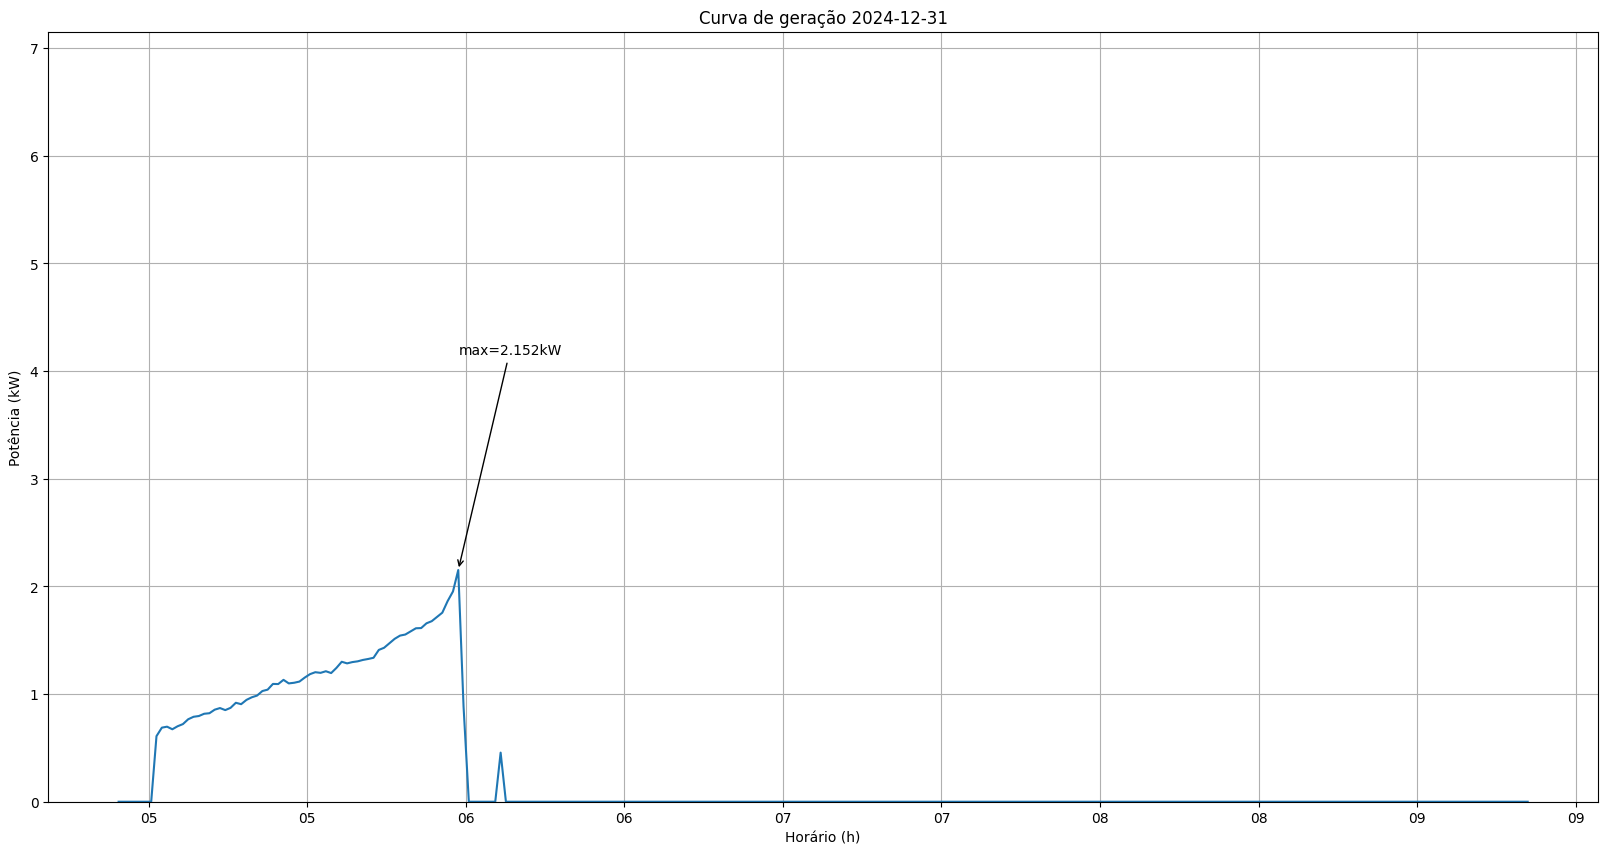 Curva de geração 2024-12-31
7
6
5
4
3
2
1
0
Potência (kW)
max=2.152kW
05 05 06 06 07 07 08 08 09 09
Horário (h)